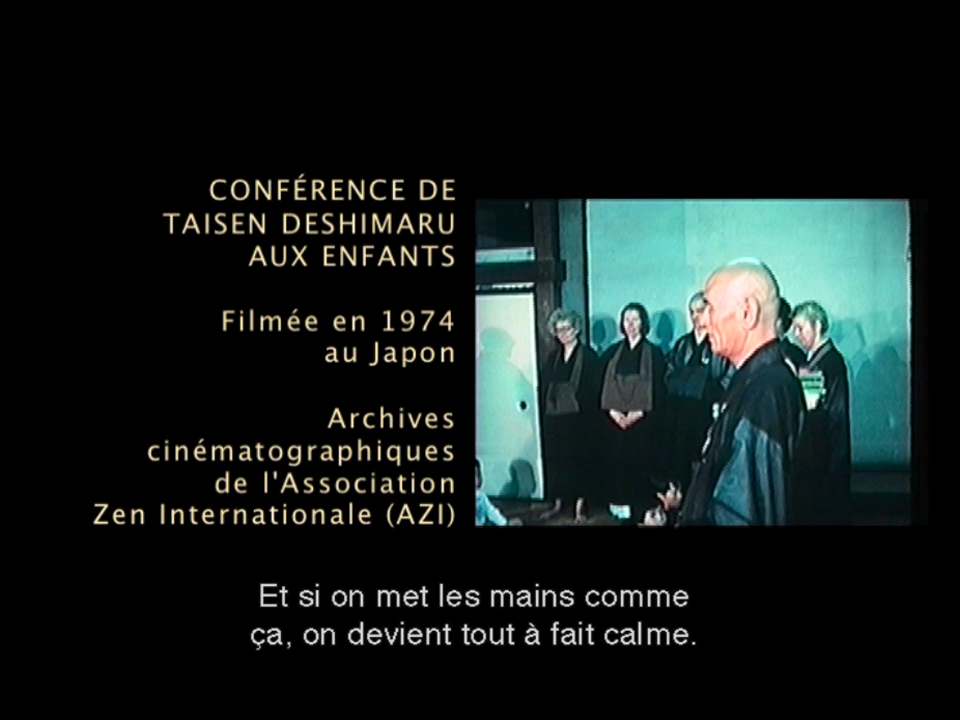 CONFÉRENCE DE
TAISEN DESHIMARU
AUX ENFANTS
Filmée en 1974
au Japon
Archives
cinématographiques
de l'Association
Zen Internationale (AZI)
Et si on met les mains comme
ça, on devient tout à fait calme.